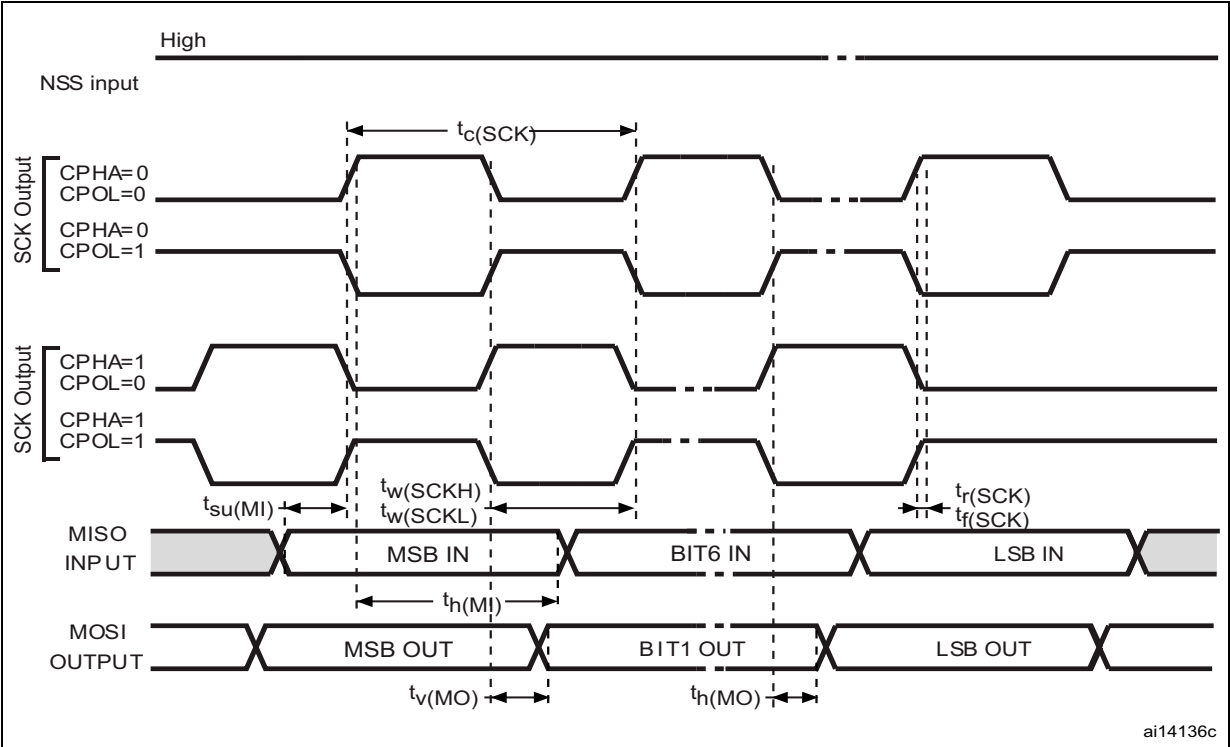 High
NSS input
tc(SCK)
SCK Output
CPHA=0
CPOL=0
CPHA=0
CPOL=1
SCK Output
CPHA=1
CPOL=0
CPHA=1
CPOL=1
tsu(MI)
tw(SCKH)
tw(SCKL)
tr(SCK)
tf(SCK)
MISO
INPUT
MSB IN
BIT6 IN
LSB IN
th(MI)
MOSI
OUTPUT
MSB OUT
BIT1 OUT
LSB OUT
tv(MO)
th(MO)
ai14136c